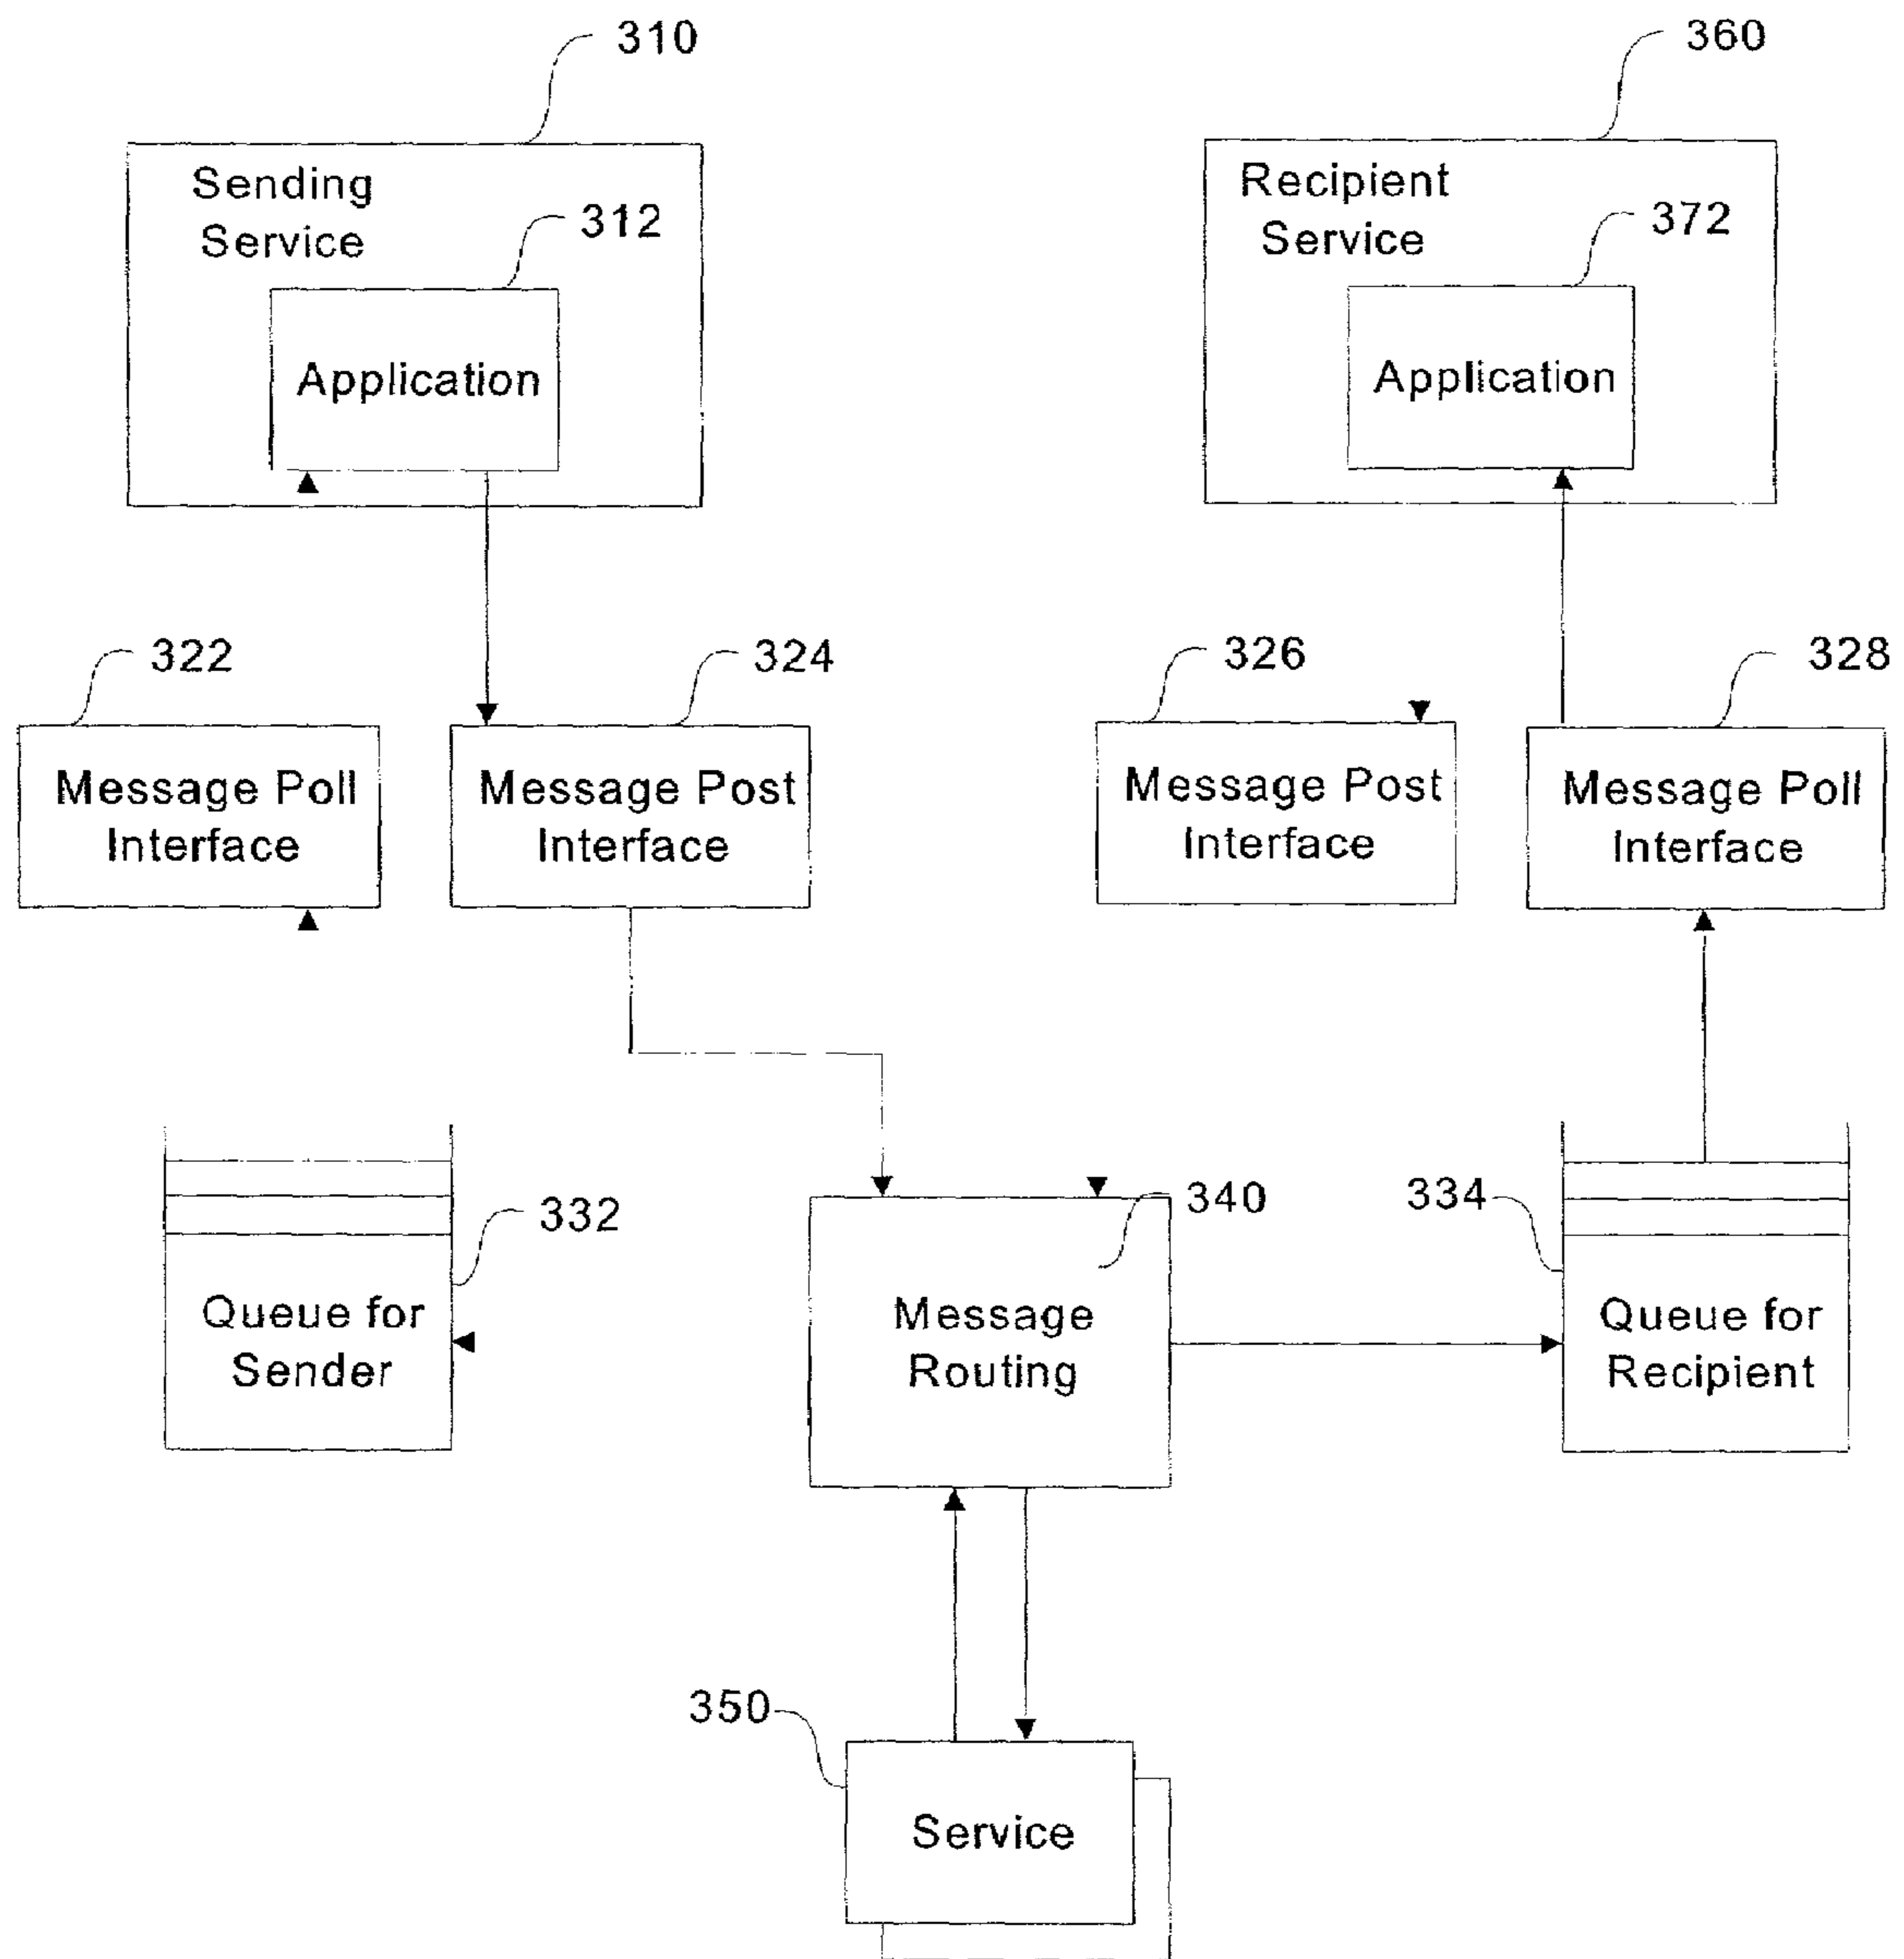 310
360
Sending
Service
312
Recipient
Service
372
Application
Application
322
324
326
328
Message Poll
Interface
Message Post
Interface
Message Post
Interface
Message Poll
Interface
332
340
334
Queue for
Sender
Message
Routing
Queue for
Recipient
350
Service